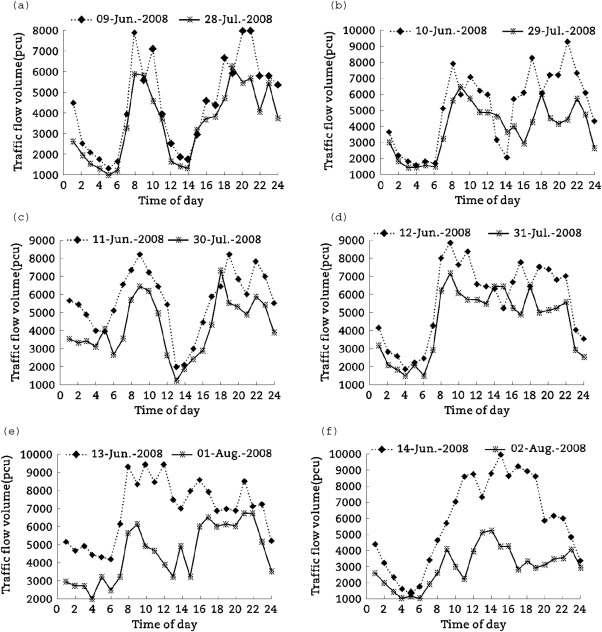 (a)
09-Jun.-2008 28-Jul.-2008
Traffic flow volume(pcu)
8000
7000
6000
5000
4000
3000
2000
1000
0 2 4 6 8 10 12 14 16 18 20 22 24
Time of day
(b)
10-Jun.-2008 29-Jul.-2008
Traffic flow volume(pcu)
10000
9000
8000
7000
6000
5000
4000
3000
2000
1000
0 2 4 6 8 10 12 14 16 18 20 22 24
Time of day
(c)
11-Jun.-2008 30-Jul.-2008
Traffic flow volume(pcu)
9000
8000
7000
6000
5000
4000
3000
2000
1000
0 2 4 6 8 10 12 14 16 18 20 22 24
Time of day
(d)
12-Jun.-2008 31-Jul.-2008
Traffic flow volume(pcu)
9000
8000
7000
6000
5000
4000
3000
2000
1000
0 2 4 6 8 10 12 14 16 18 20 22 24
Time of day
(e)
13-Jun.-2008 01-Aug.-2008
Traffic flow volume(pcu)
10000
9000
8000
7000
6000
5000
4000
3000
2000
0 2 4 6 8 10 12 14 16 18 20 22 24
Time of day
(f)
14-Jun.-2008 02-Aug.-2008
Traffic flow volume(pcu)
10000
9000
8000
7000
6000
5000
4000
3000
2000
1000
0 2 4 6 8 10 12 14 16 18 20 22 24
Time of day